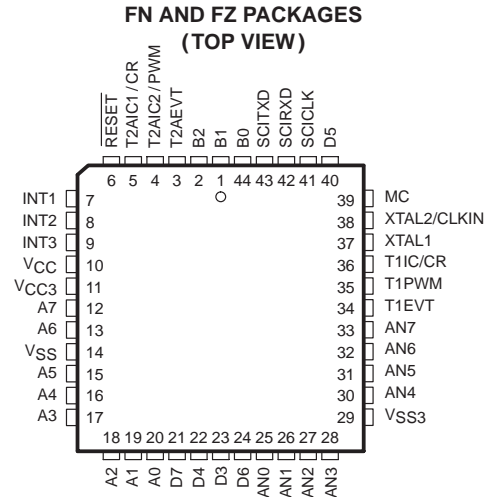 FN AND FZ PACKAGES
(TOP VIEW)
RESET
T2AIC1/CR
T2AIC2/PWM
T2AEVT
B2
B1
B0
SCITXD
SCIRXD
SCICLK
D5
6 5 4 3 2 1 44 43 42 41 40
INT1 7
INT2 8
INT3 9
VCC 10
VCC3 11
A7 12
A6 13
VSS 14
A5 15
A4 16
A3 17
39 MC
38 XTAL2/CLKIN
37 XTAL1
36 T1IC/CR
35 T1PWM
34 T1EVT
33 AN7
32 AN6
31 AN5
30 AN4
29 VSS3
18 19 20 21 22 23 24 25 26 27 28
A2
A1
A0
D7
D4
D3
D6
AN0
AN1
AN2
AN3